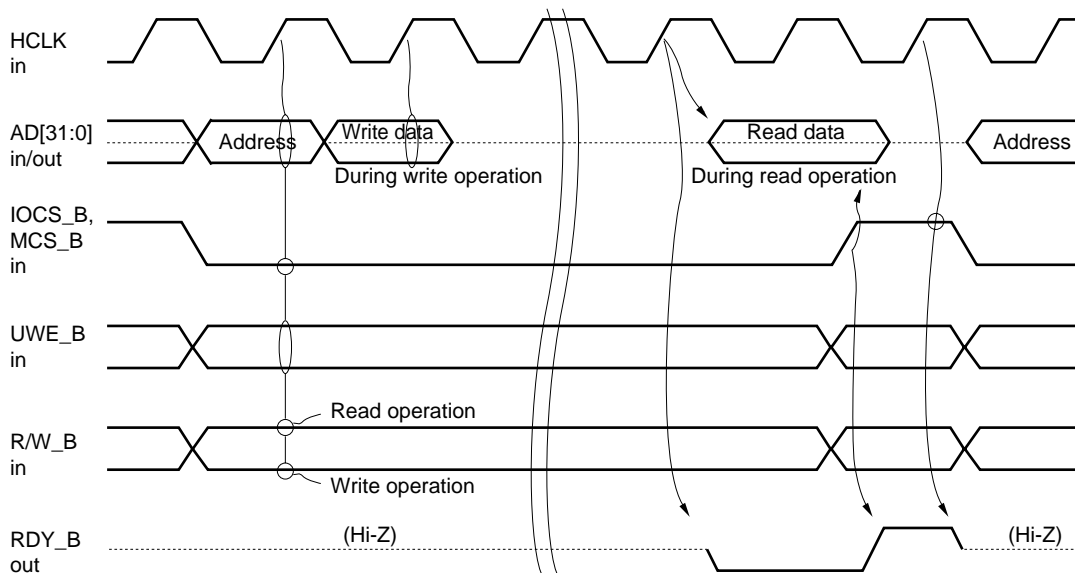 HCLK
in
AD[31:0]
in/out
Address
Write data
Read data
Address
During write operation
During read operation
IOCS_B,
MCS_B
in
UWE_B
in
Read operation
R/W_B
in
Write operation
RDY_B
out
(Hi-Z)
(Hi-Z)